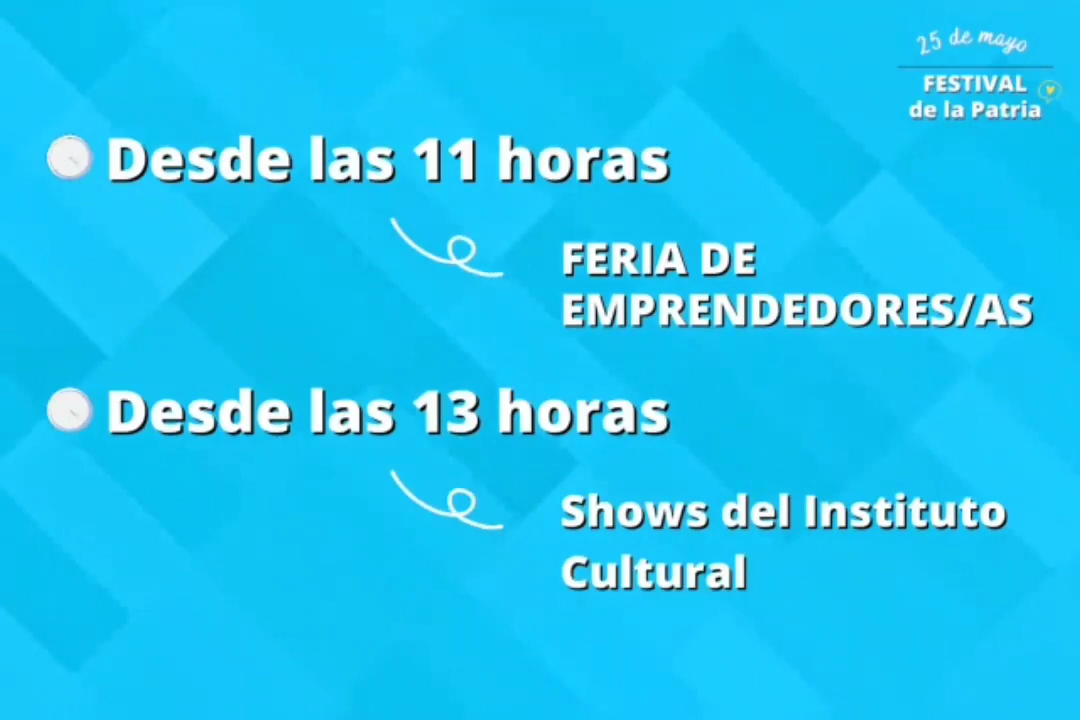 25 de mayo
FESTIVAL
de la Patria
Desde las 11 horas
FERIA DE
EMPRENDEDORES/AS
Desde las 13 horas
Shows del Instituto
Cultural